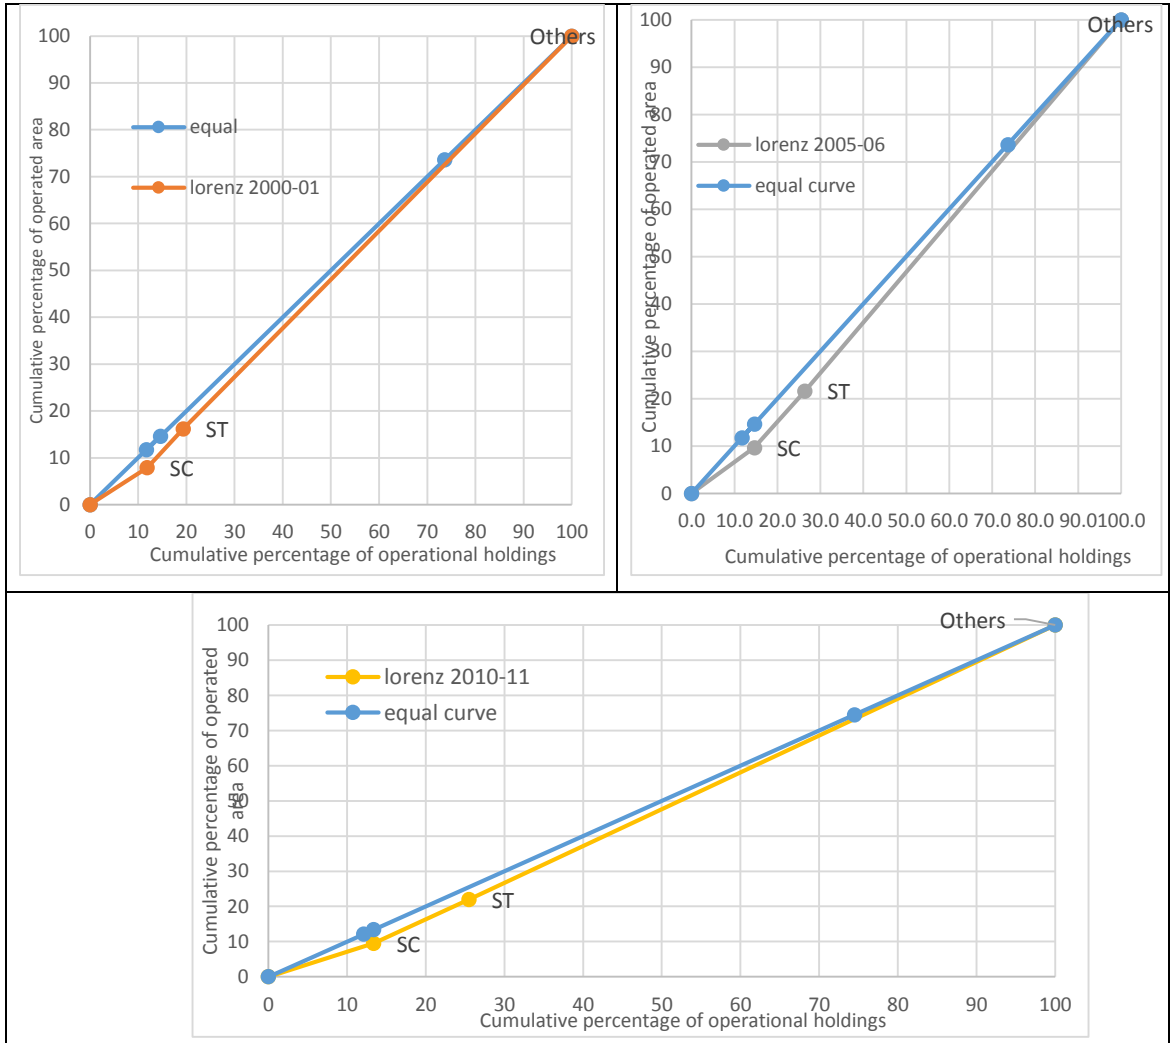 Cumulative percentage of operated area
100
90
80
70
60
50
40
30
20
10
0
Others
equal
lorenz 2000-01
ST
SC
0 10 20 30 40 50 60 70 80 90 100
Cumulative percentage of operational holdings
Cumulative percentage of operated area
100
90
80
70
60
50
40
30
20
10
0
Others
lorenz 2005-06
equal curve
ST
SC
0.0 10.0 20.0 30.0 40.0 50.0 60.0 70.0 80.0 90.0 100.0
Cumulative percentage of operational holdings
Cumulative percentage of operated
area
100
90
80
70
60
50
40
30
20
10
0
Others
lorenz 2010-11
equal curve
ST
SC
0 10 20 30 40 50 60 70 80 90 100
Cumulative percentage of operational holdings